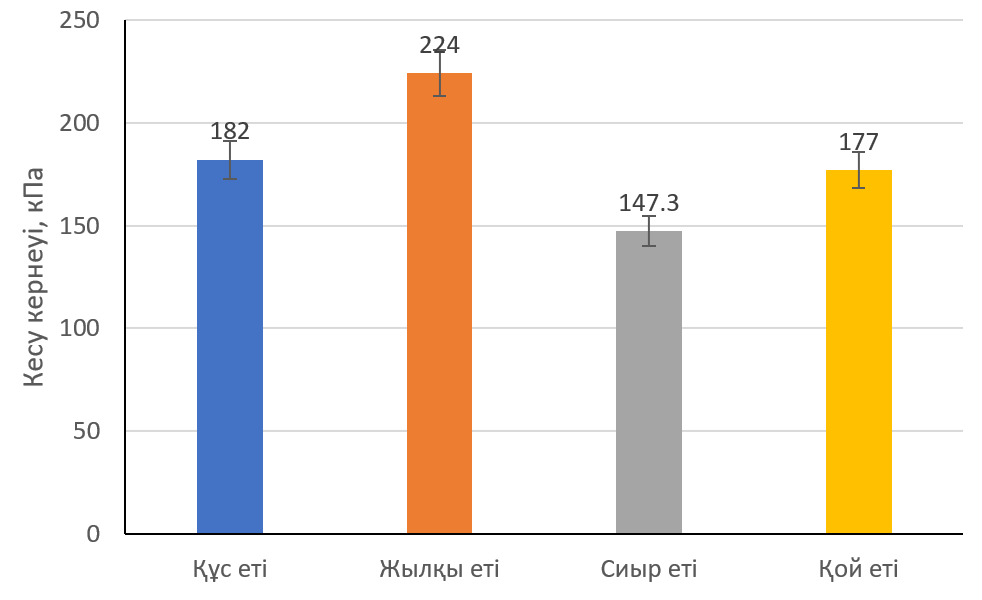 250
200
150
100
50
0
Кесу кернеуі, кПа
182
224
147.3
177
Құс еті
Жылқы еті
Сиыр еті
Қой еті